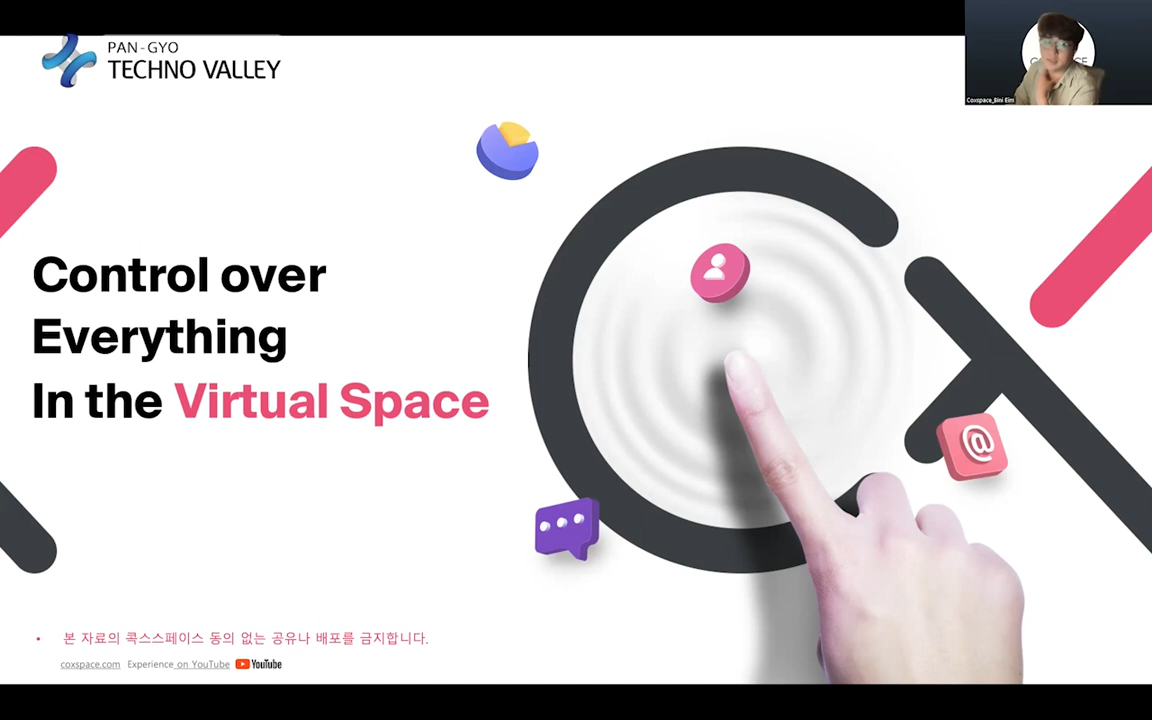 PAN-GYO
TECHNO VALLEY
Coxspace_Bini Eim
Control over
Everything
In the Virtual Space
@
• 본 자료의 콕스스페이스 동의 없는 공유나 배포를 금지합니다.
coxspace.com Experience on YouTube YouTube